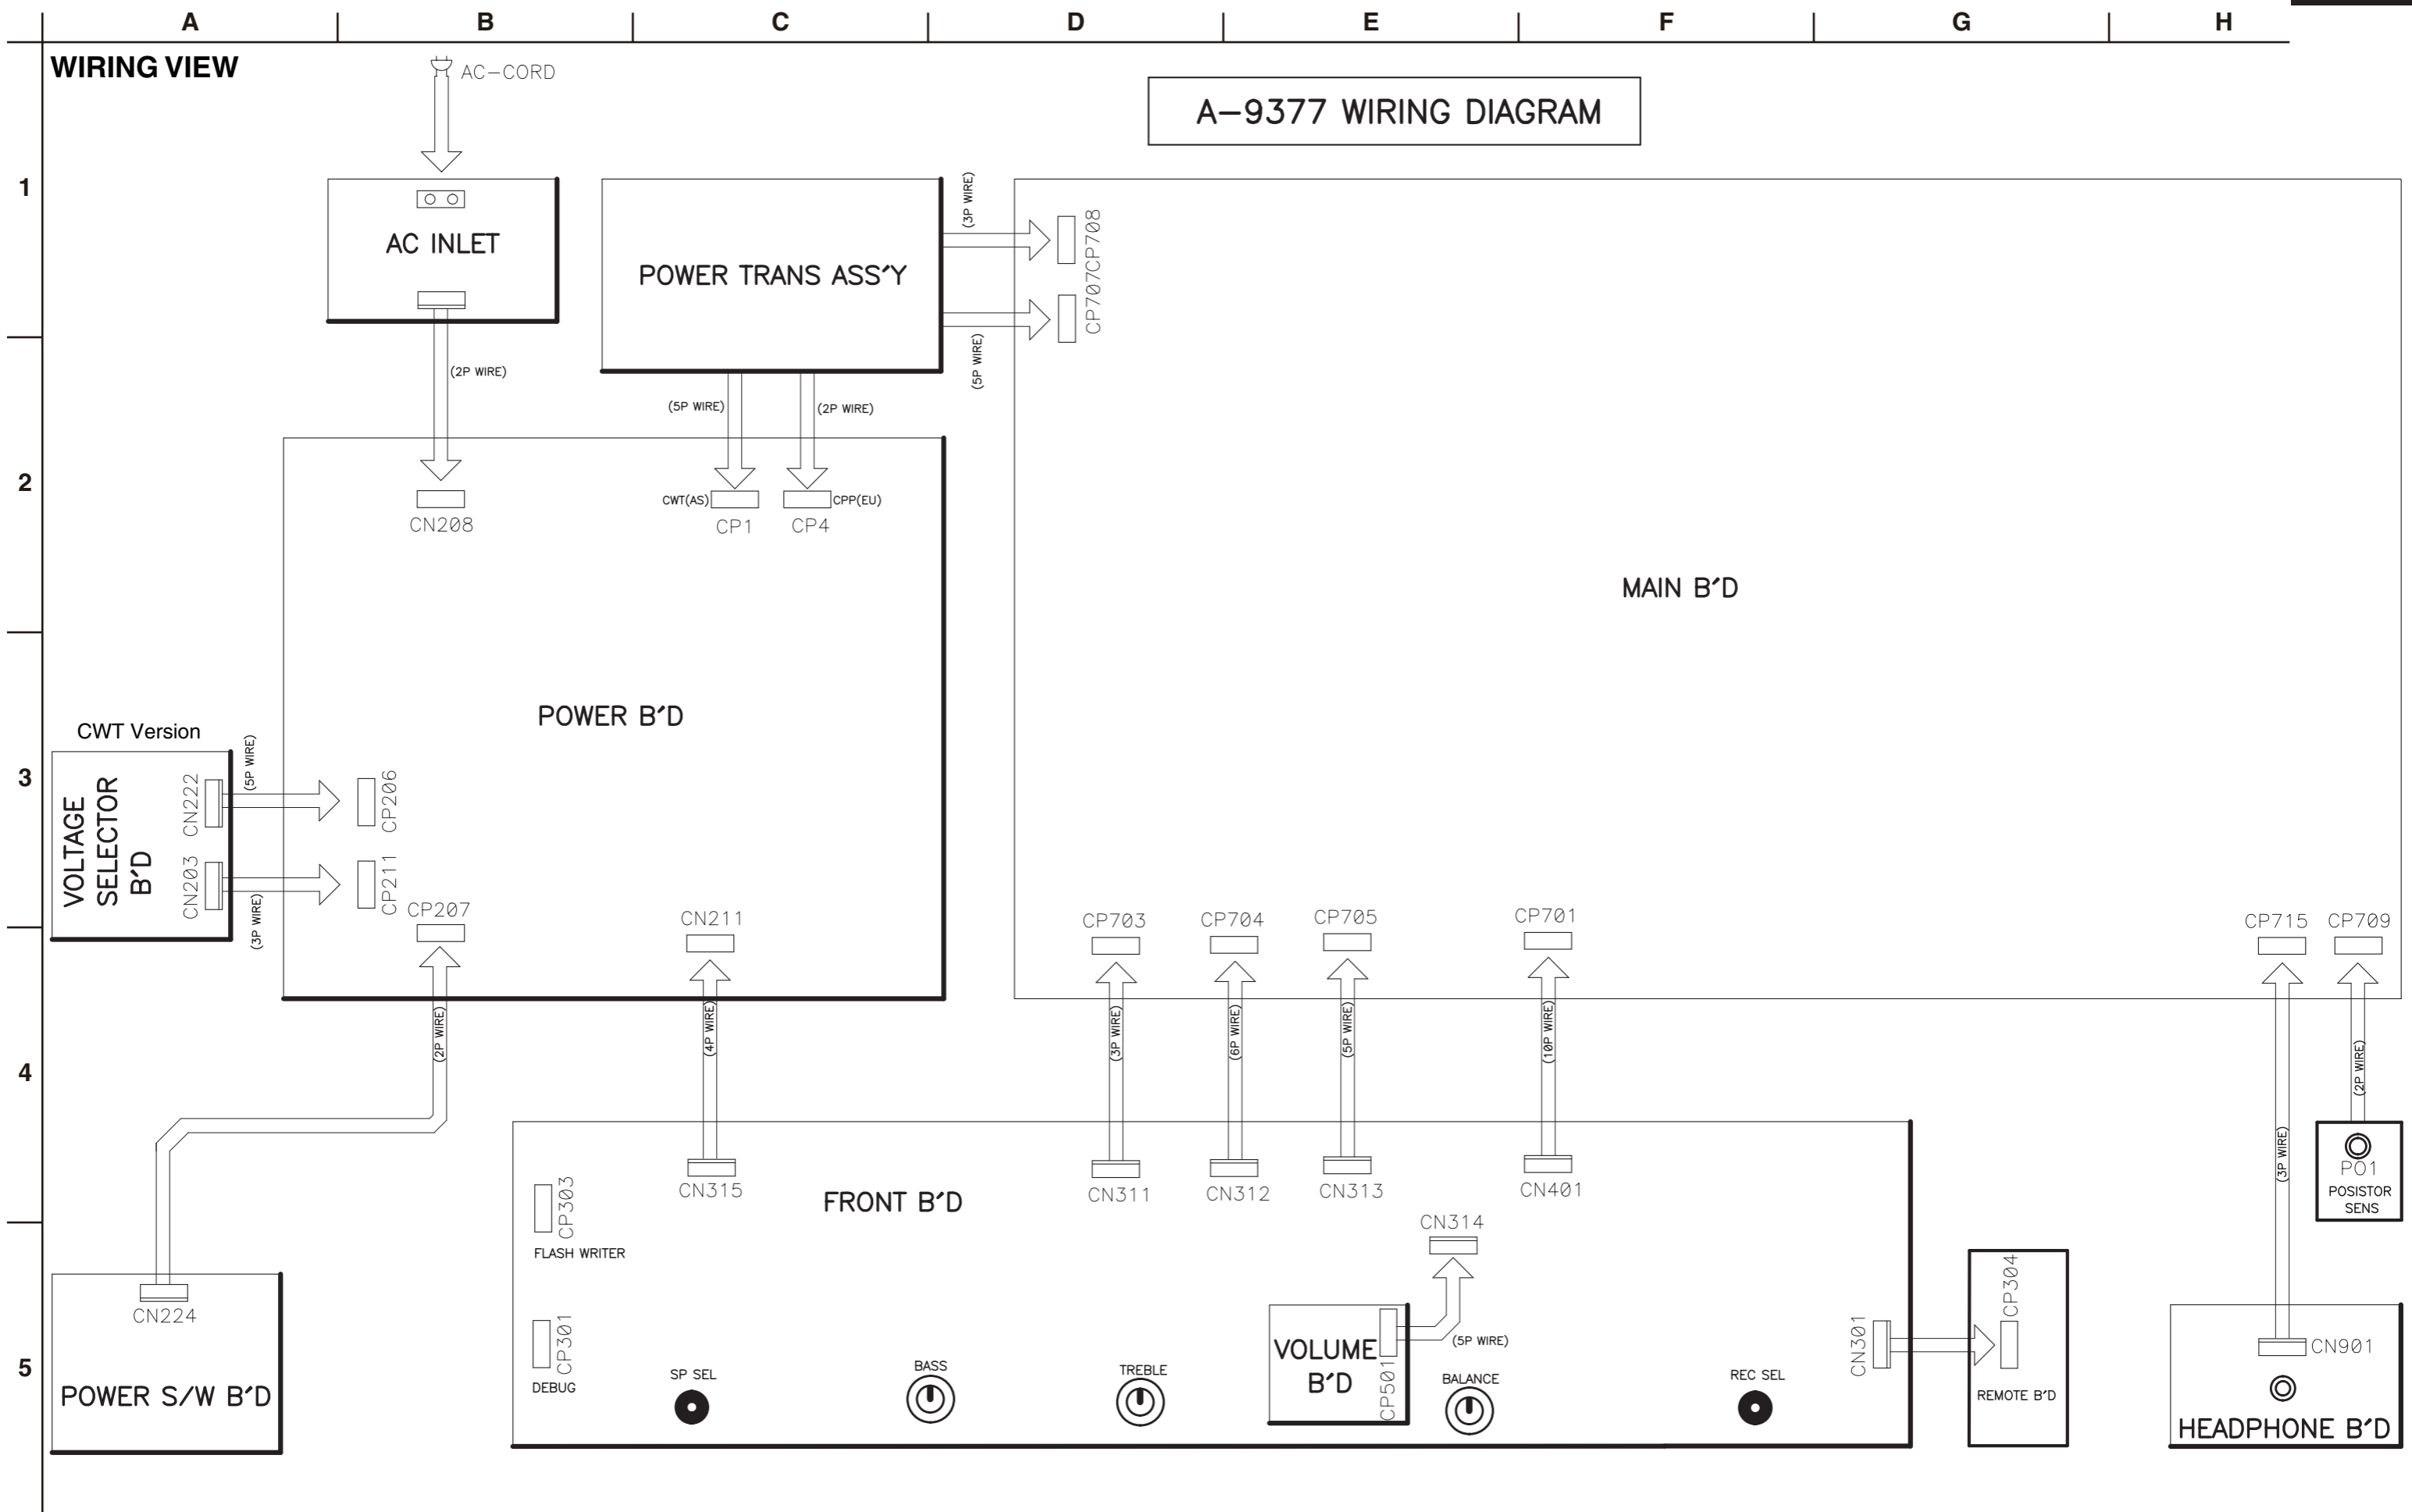 A B C D E F G H
WIRING VIEW
AC-CORD
A-9377 WIRING DIAGRAM
1
AC INLET
POWER TRANS ASS'Y
(3P WIRE)
CP708
CP707
(5P WIRE)
(2P WIRE)
(5P WIRE)
(2P WIRE)
2
CWT(AS)
CPP(EU)
CN208
CP1
CP4
MAIN B'D
POWER B'D
CWT Version
3
VOLTAGE
SELECTOR
B'D
CN222
(5P WIRE)
CP206
CN203
(3P WIRE)
CP211
CP207
CN211
CP703
CP704
CP705
CP701
CP715
CP709
4
(2P WIRE)
(4P WIRE)
(3P WIRE)
(6P WIRE)
(5P WIRE)
(10P WIRE)
(3P WIRE)
(2P WIRE)
PO1
POSISTOR
SENS
CN315
CN311
CN312
CN313
CN401
FRONT B'D
CP303
FLASH WRITER
CN314
5
CN224
POWER S/W B'D
CP301
DEBUG
SP SEL
BASS
TREBLE
VOLUME
B'D
CP501
(5P WIRE)
BALANCE
REC SEL
CN301
CP304
REMOTE B'D
CN901
HEADPHONE B'D